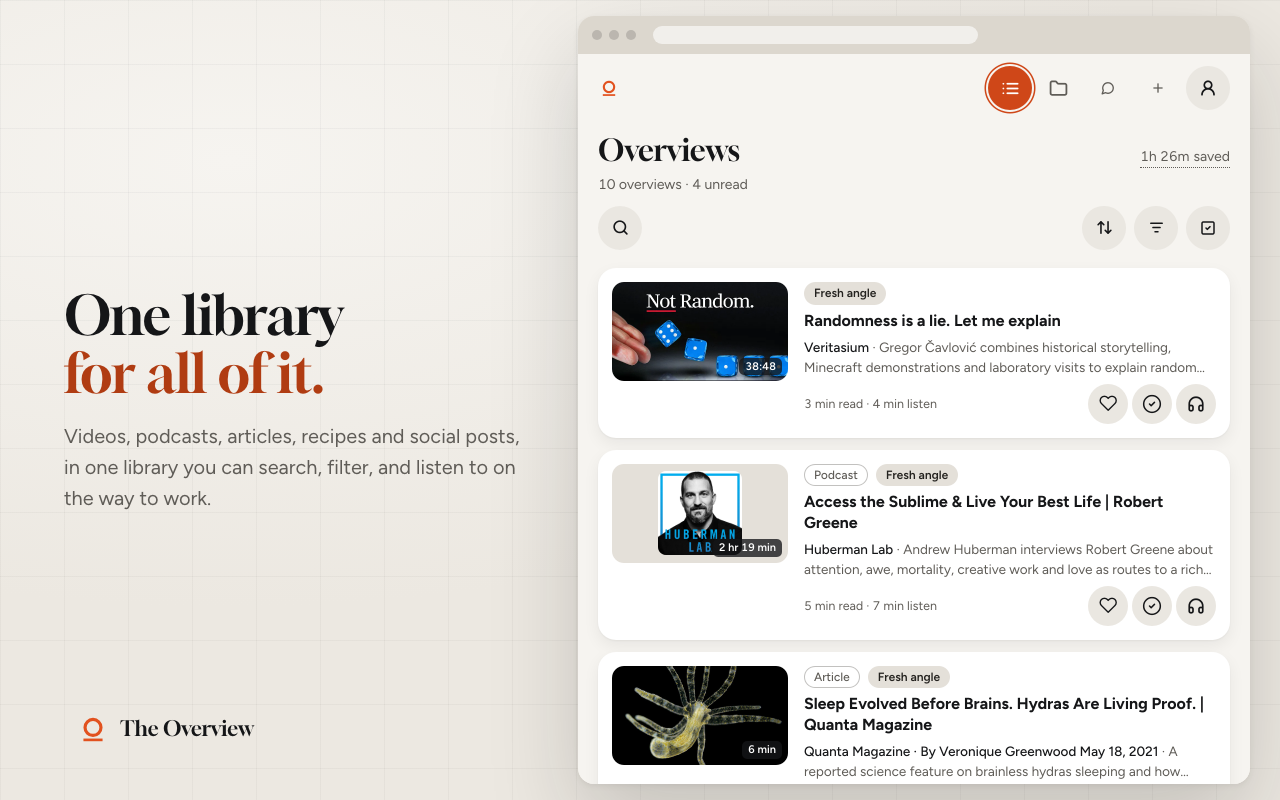 One library
for all of it.
Videos, podcasts, articles, recipes and social posts,
in one library you can search, filter, and listen to on
the way to work.
The Overview
Overviews
1h 26m saved
10 overviews · 4 unread
Not Random.
38:48
Fresh angle
Randomness is a lie. Let me explain
Veritasium · Gregor Čavlović combines historical storytelling,
Minecraft demonstrations and laboratory visits to explain random...
3 min read · 4 min listen
HUBERMAN
LAB
2 hr 19 min
Podcast
Fresh angle
Access the Sublime & Live Your Best Life | Robert
Greene
Huberman Lab · Andrew Huberman interviews Robert Greene about
attention, awe, mortality, creative work and love as routes to a rich...
5 min read · 7 min listen
6 min
Article
Fresh angle
Sleep Evolved Before Brains. Hydras Are Living Proof. |
Quanta Magazine
Quanta Magazine · By Veronique Greenwood May 18, 2021 · A
reported science feature on brainless hydras sleeping and how...